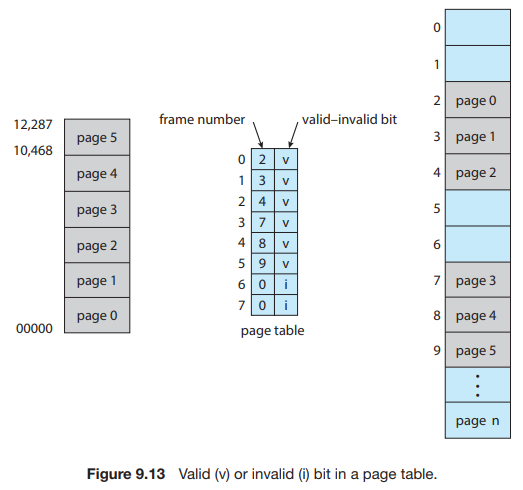 12,287
10,468
page 5
page 4
page 3
page 2
page 1
page 0
00000
frame number
valid–invalid bit
0 2 v
1 3 v
2 4 v
3 7 v
4 8 v
5 9 v
6 0 i
7 0 i
page table
0
1
2 page 0
3 page 1
4 page 2
5
6
7 page 3
8 page 4
9 page 5
page n
Figure 9.13 Valid (v) or invalid (i) bit in a page table.